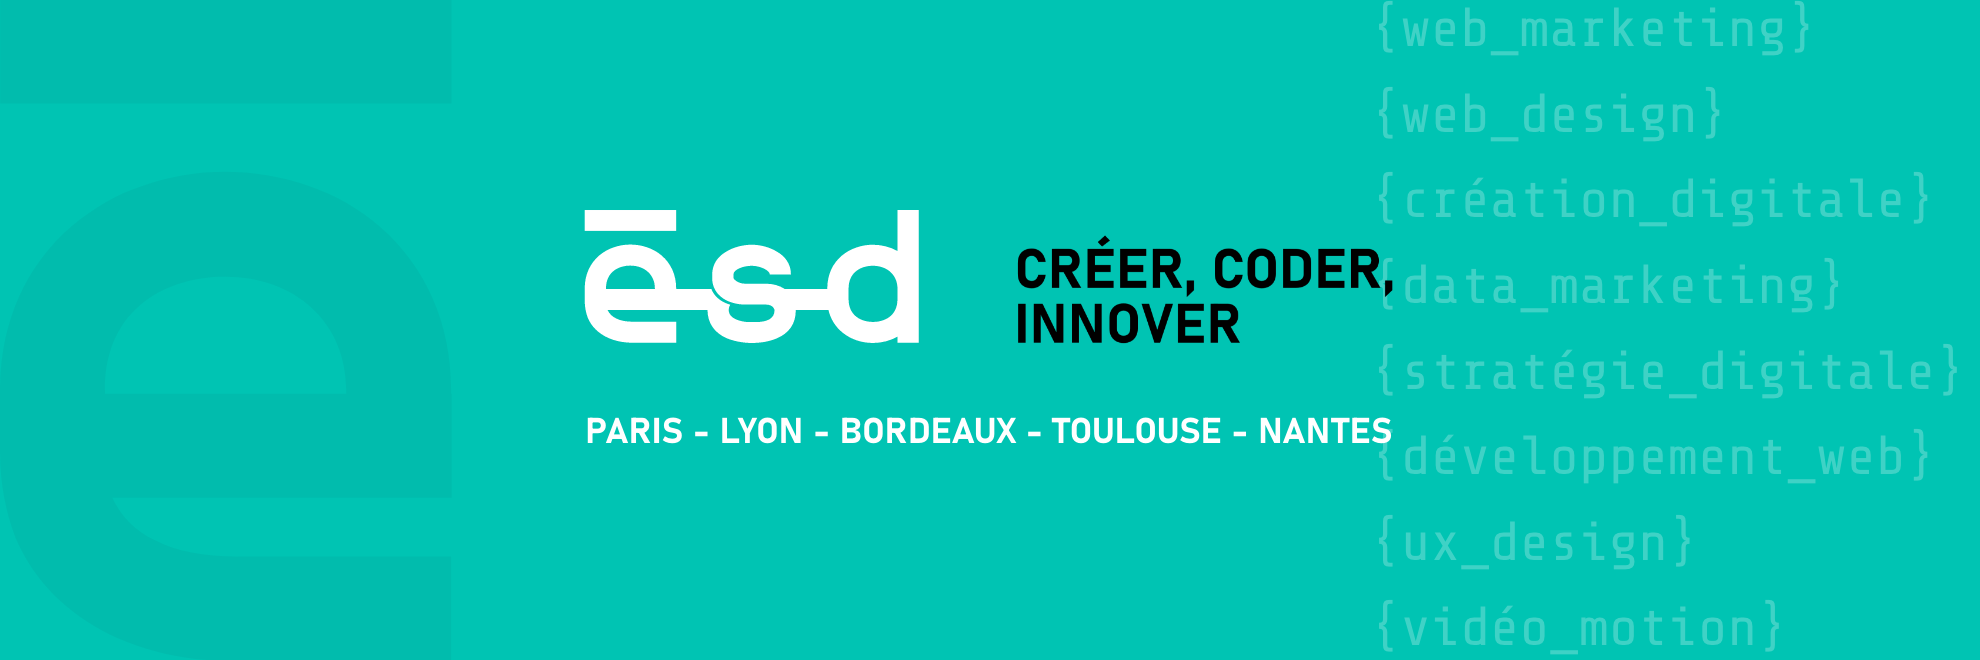 ēsd
CRÉER, CODER,
INNOVER
PARIS - LYON - BORDEAUX - TOULOUSE - NANTES
{web_marketing}
{web_design}
{création_digitale}
{data_marketing}
{stratégie_digitale}
{développement_web}
{ux_design}
{vidéo_motion}